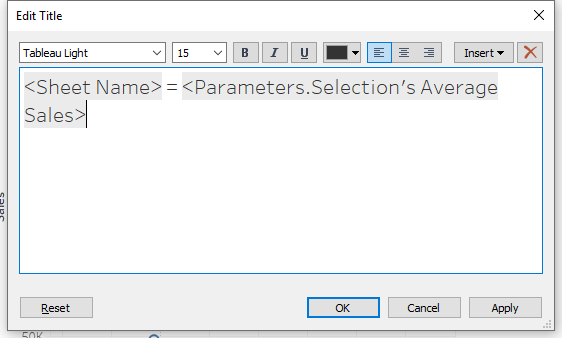 Edit Title
Tableau Light 15 B I U Insert
<Sheet Name> = <Parameters.Selection's Average
Sales>
Sales
Reset OK Cancel Apply
50K